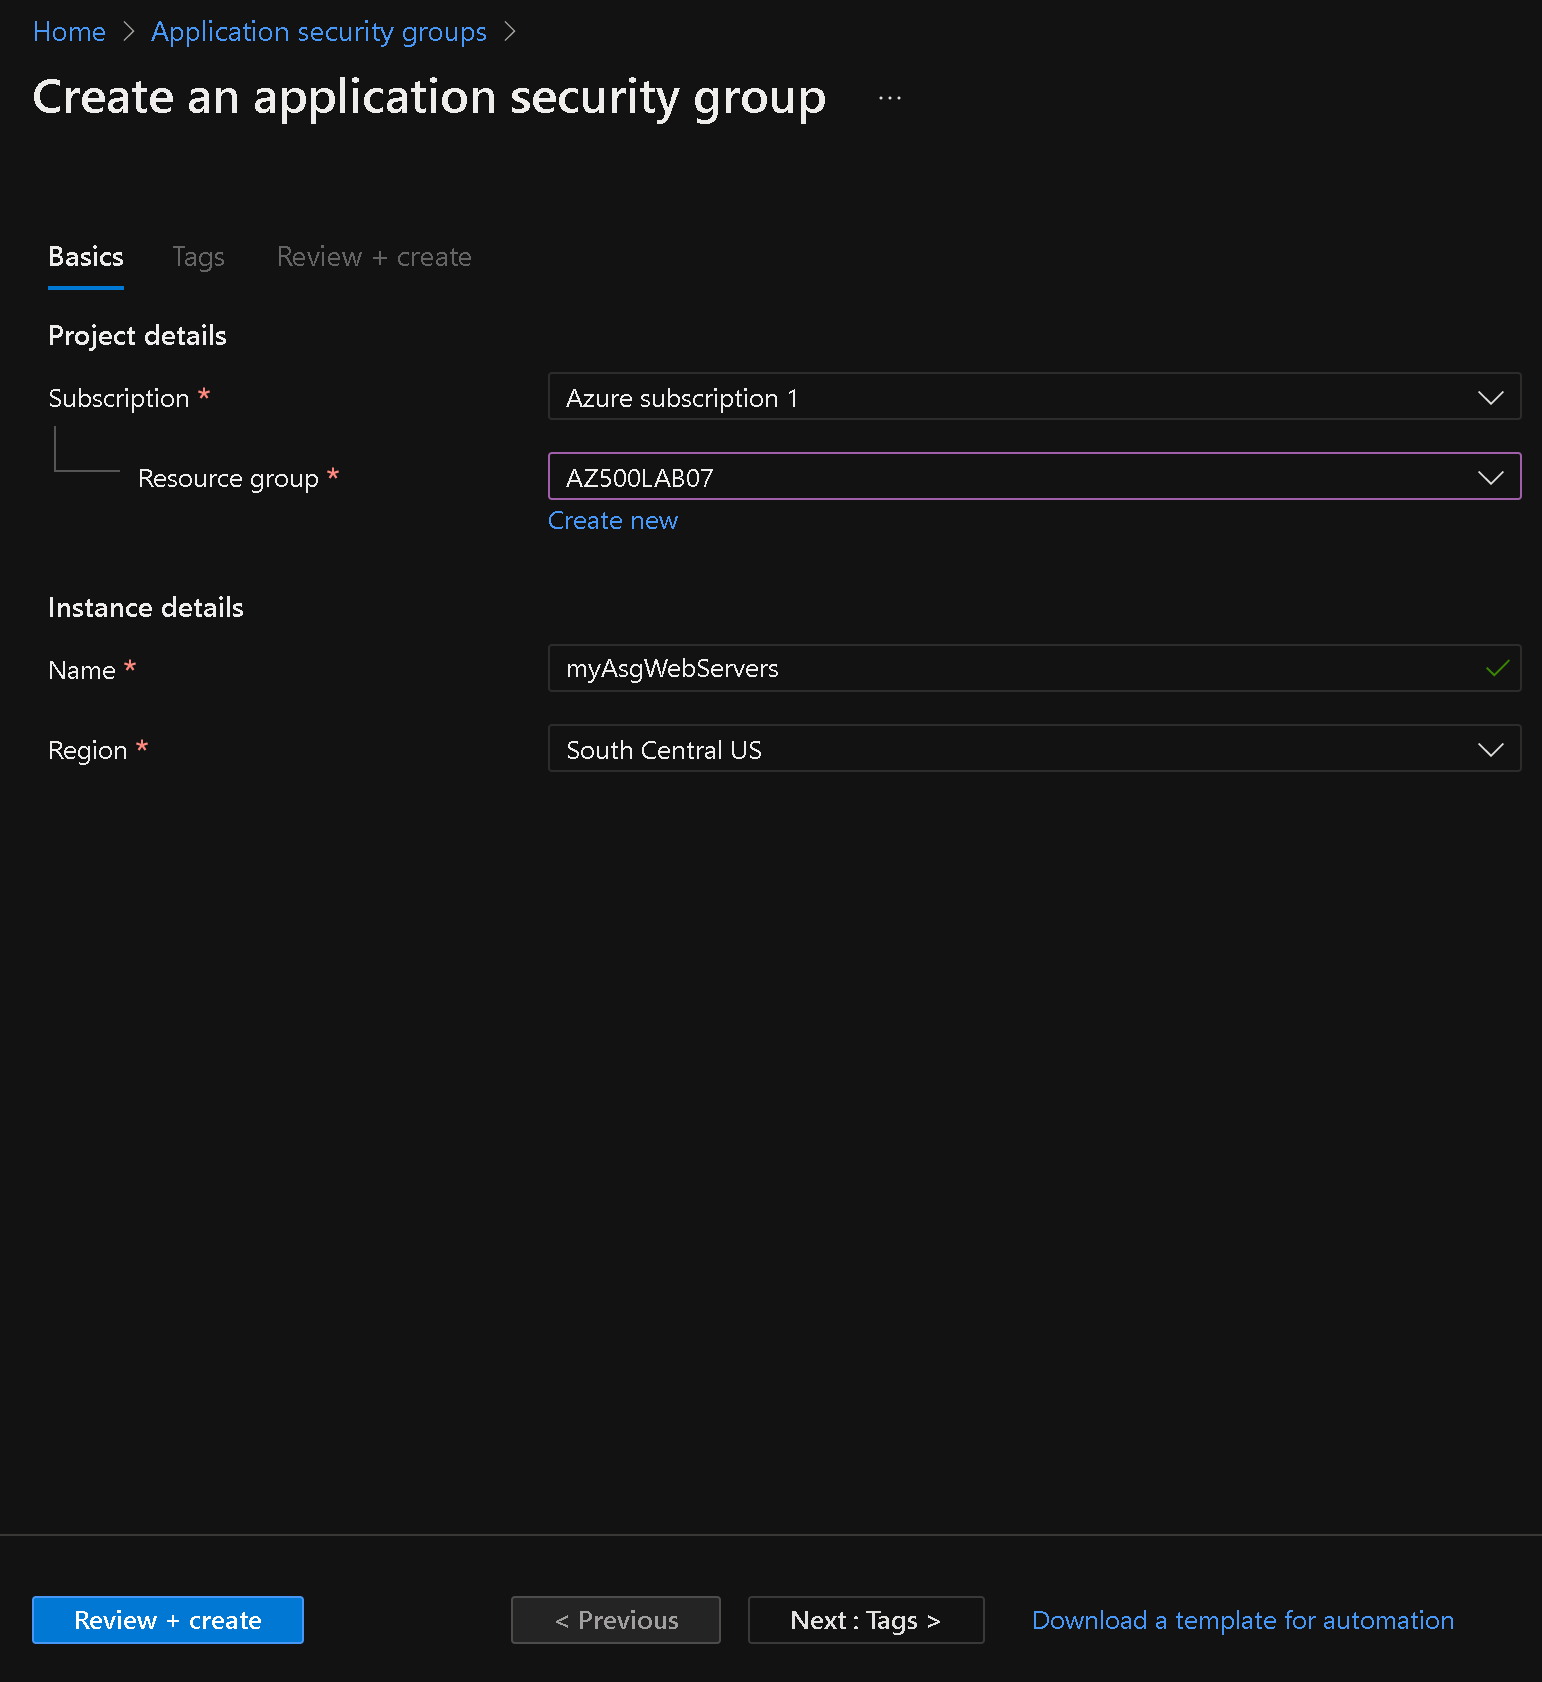 Home > Application security groups >
Create an application security group ...
Basics Tags Review + create
Project details
Subscription * Azure subscription 1
Resource group * AZ500LAB07
Create new
Instance details
Name * myAsgWebServers
Region * South Central US
Review + create < Previous Next : Tags > Download a template for automation